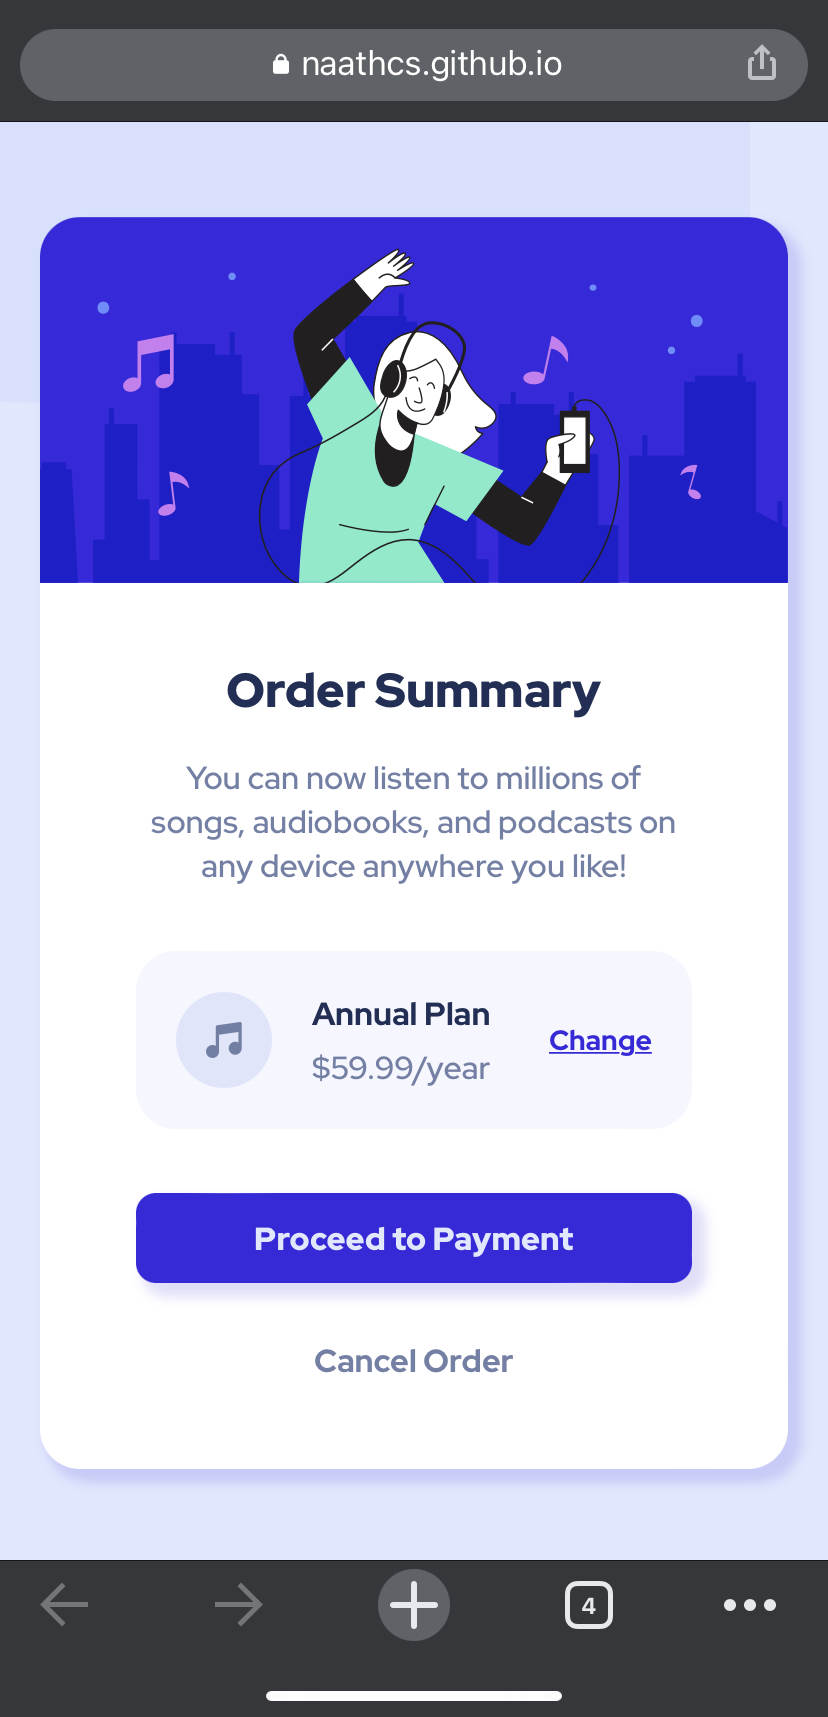 naathcs.github.io
Order Summary
You can now listen to millions of
songs, audiobooks, and podcasts on
any device anywhere you like!
Annual Plan
$59.99/year
Change
Proceed to Payment
Cancel Order
4